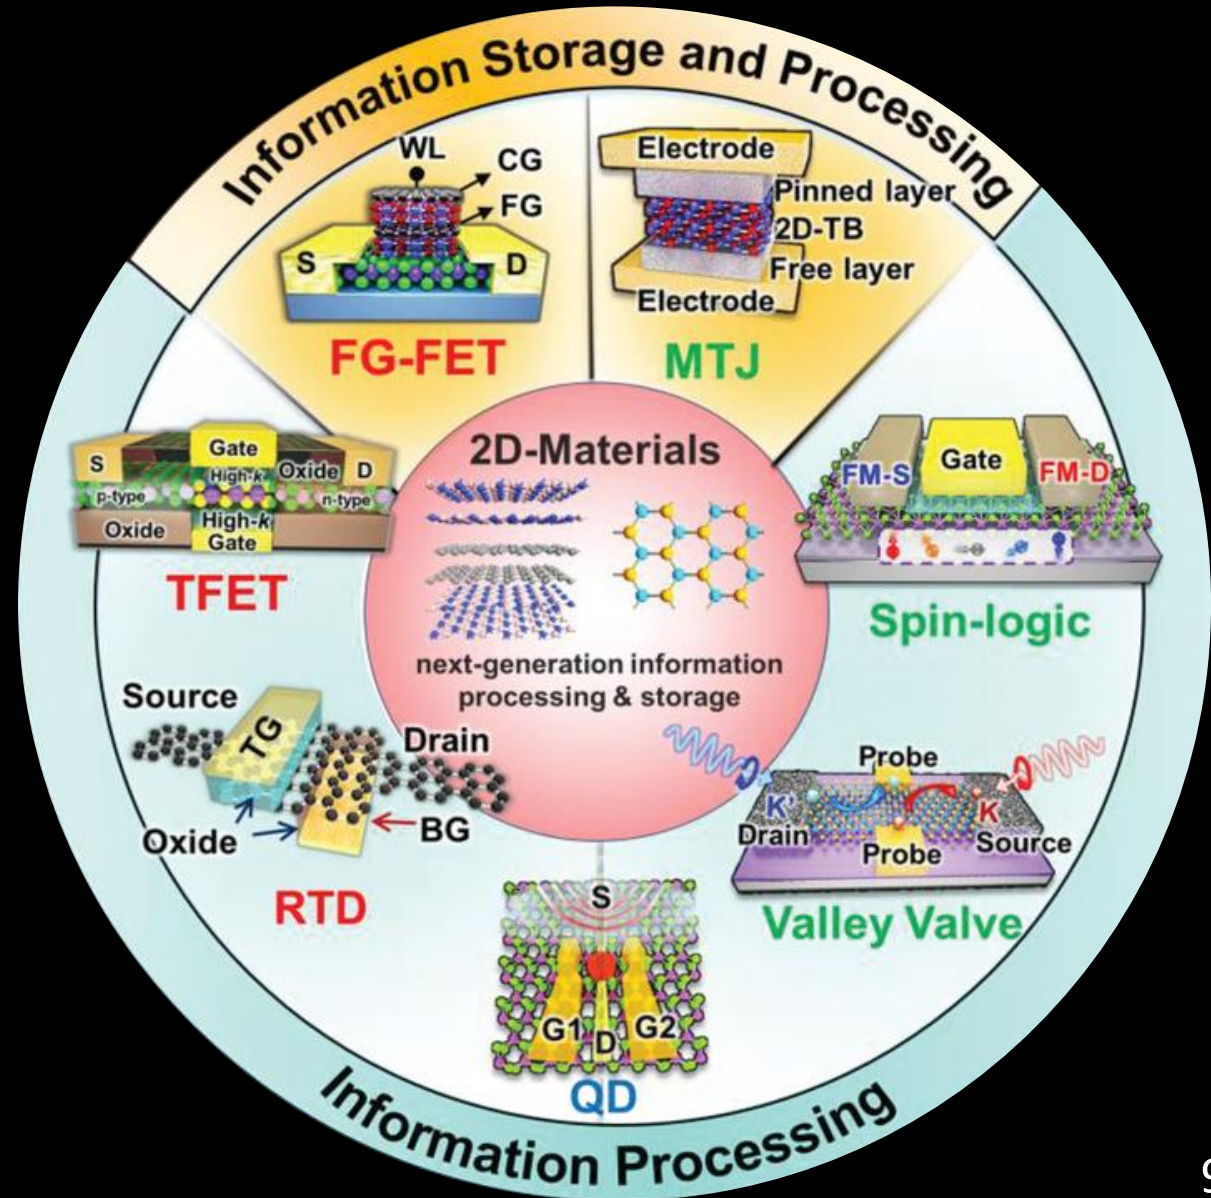 Information Storage and Processing
WL
CG
FG
S
D
FG-FET
Electrode
Pinned layer
2D-TB
Free layer
Electrode
MTJ
S
Gate
High-k
Oxide
D
p-type
n-type
Oxide
High-k
Gate
TFET
2D-Materials
next-generation information
processing & storage
FM-S
Gate
FM-D
Spin-logic
Source
TG
Drain
Oxide
BG
RTD
Probe
K'
K
Drain
Probe
Source
Valley Valve
S
G1
D
G2
QD
Information Processing
9